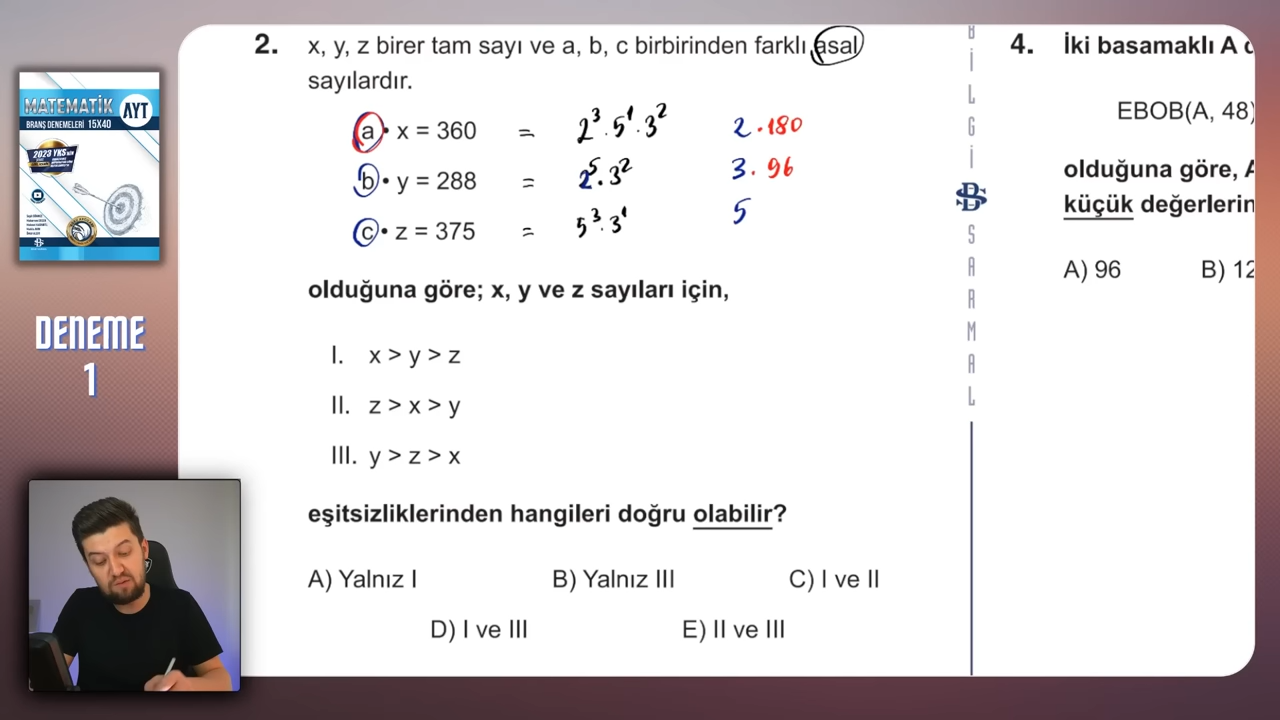 MATEMATİK
AYT
BRANŞ DENEMELERİ 15X40
2023 YKS'NİN
DENEME
1
2. x, y, z birer tam sayı ve a, b, c birbirinden farklı asal
sayılardır.
a • x = 360 = 2³ . 5¹ . 3² 2 . 180
b • y = 288 = 2⁵ . 3² 3 . 96
c • z = 375 = 5³ . 3¹ 5
olduğuna göre; x, y ve z sayıları için,
I. x > y > z
II. z > x > y
III. y > z > x
eşitsizliklerinden hangileri doğru olabilir?
A) Yalnız I B) Yalnız III C) I ve II
D) I ve III E) II ve III
BİLGİ
SARMAL
4. İki basamaklı A
EBOB(A, 48)
olduğuna göre, A
küçük değerlerin
A) 96 B) 12